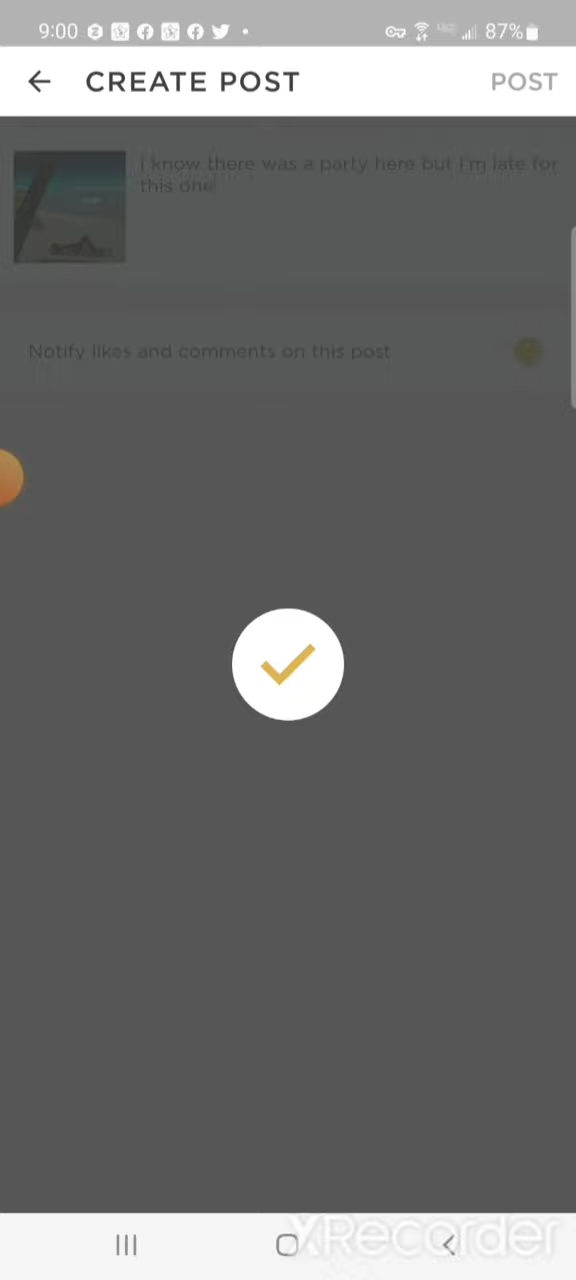 9:00 87%
CREATE POST POST
I know there was a party here but I'm late for
this one!
Notify likes and comments on this post
XRecorder